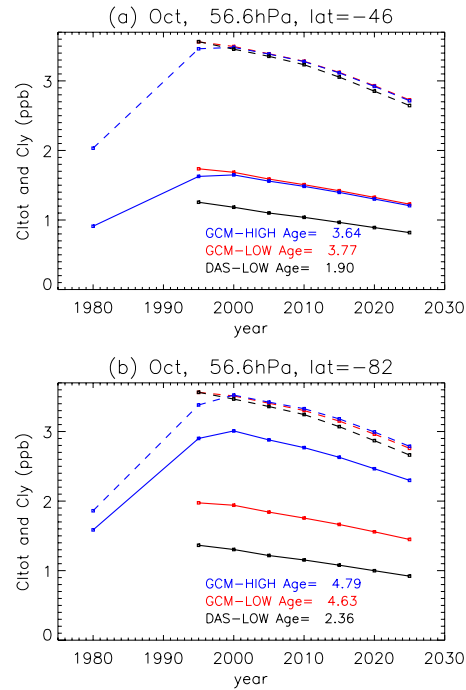 (a) Oct, 56.6hPa, lat=−46
Cltot and Cly (ppb)
3
2
1
0
GCM−HIGH Age= 3.64
GCM−LOW Age= 3.77
DAS−LOW Age= 1.90
1980 1990 2000 2010 2020 2030
year
(b) Oct, 56.6hPa, lat=−82
Cltot and Cly (ppb)
3
2
1
0
GCM−HIGH Age= 4.79
GCM−LOW Age= 4.63
DAS−LOW Age= 2.36
1980 1990 2000 2010 2020 2030
year